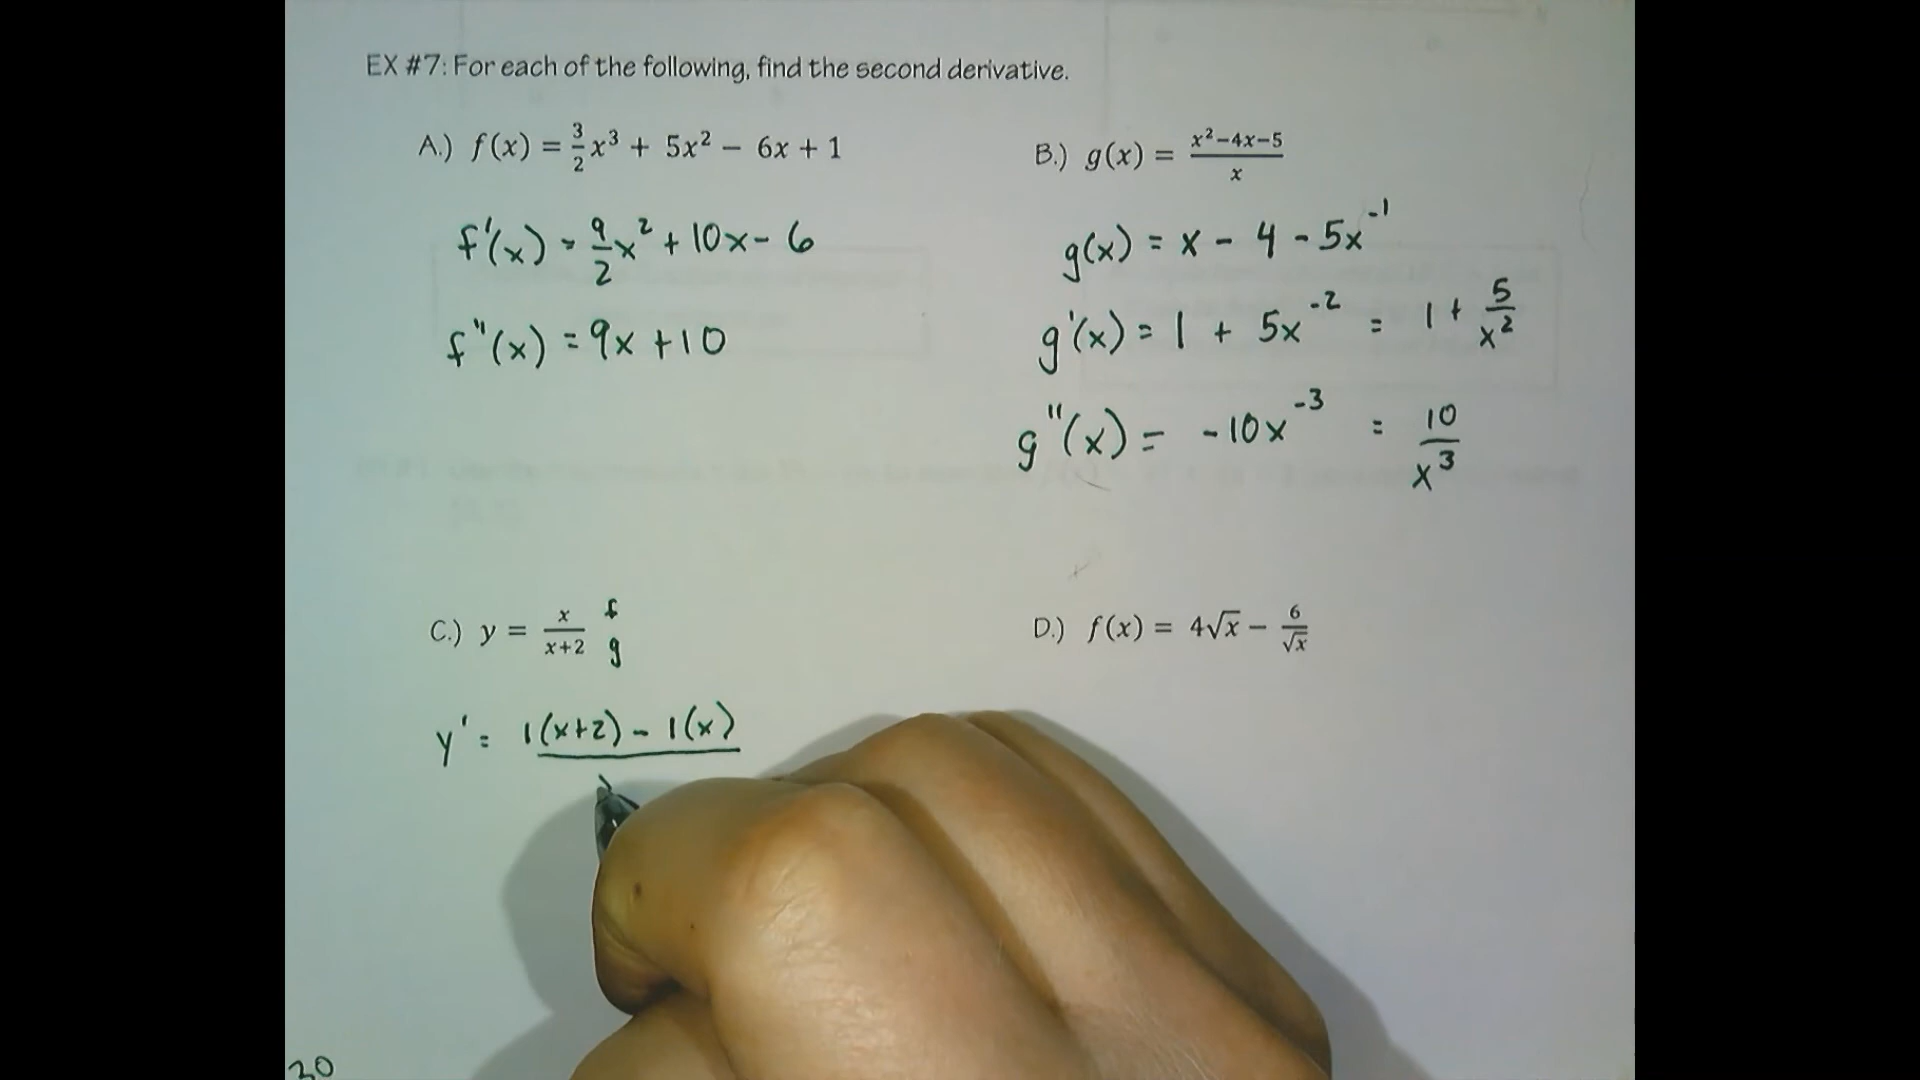 EX #7: For each of the following, find the second derivative.
A.) f(x) = 3/2 x³ + 5x² − 6x + 1
f'(x) = 9/2 x² + 10x − 6
f''(x) = 9x + 10
B.) g(x) = (x²−4x−5)/x
g(x) = x − 4 − 5x⁻¹
g'(x) = 1 + 5x⁻² = 1 + 5/x²
g''(x) = −10x⁻³ = 10/x³
C.) y = x/(x+2) f g
y' = 1(x+2) − 1(x)
D.) f(x) = 4√x − 6/√x
30